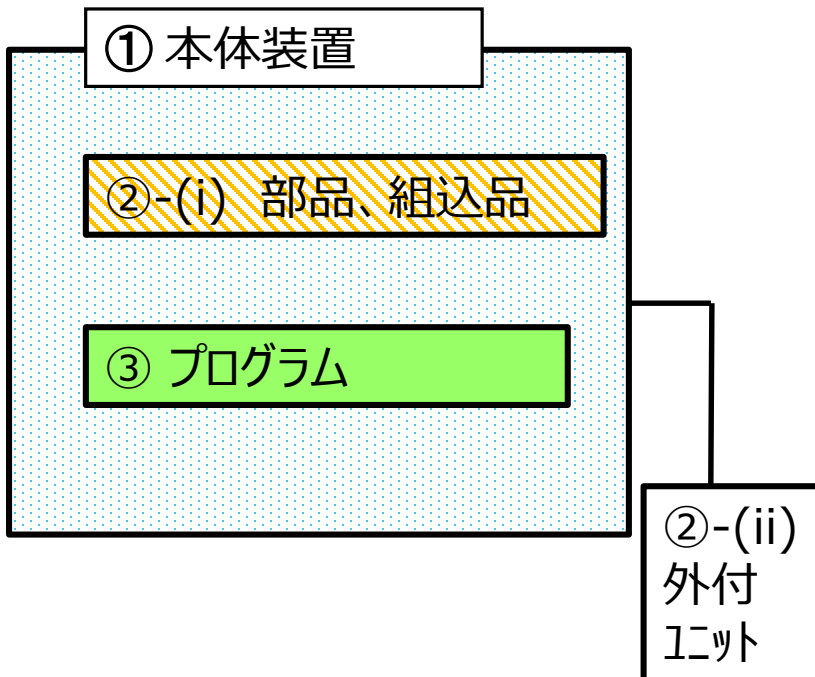 ① 本体装置
②-(i)　部品、組込品
③ プログラム
②-(ii)
外付
ﾕﾆｯﾄ